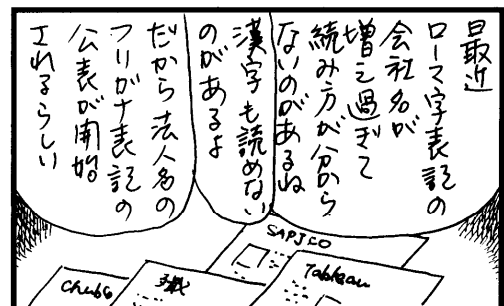 最近
ローマ字表記の
会社名が
増え過ぎて
続み方が分から
ないのがあるね
漢字も読めない
のがあるよ
だから法人名の
フリガナ表記の
公表が開始
されるらしい
SAPJCO
Tableau
Chubb